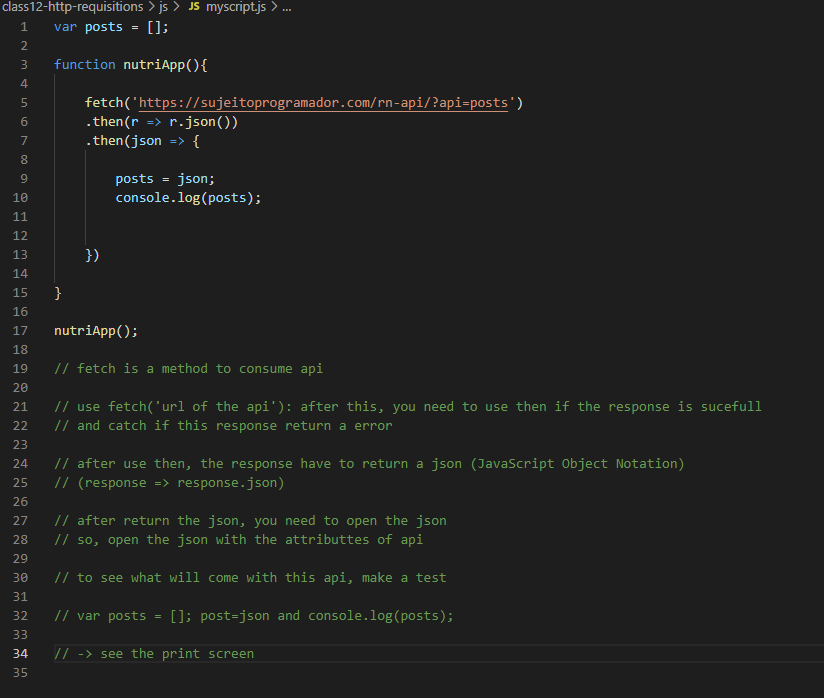 class12-http-requisitions > js > JS myscript.js > ...
1 var posts = [];
2
3 function nutriApp(){
4
5 fetch('https://sujeitoprogramador.com/rn-api/?api=posts')
6 .then(r => r.json())
7 .then(json => {
8
9 posts = json;
10 console.log(posts);
11
12
13 })
14
15 }
16
17 nutriApp();
18
19 // fetch is a method to consume api
20
21 // use fetch('url of the api'): after this, you need to use then if the response is sucefull
22 // and catch if this response return a error
23
24 // after use then, the response have to return a json (JavaScript Object Notation)
25 // (response => response.json)
26
27 // after return the json, you need to open the json
28 // so, open the json with the attributtes of api
29
30 // to see what will come with this api, make a test
31
32 // var posts = []; post=json and console.log(posts);
33
34 // -> see the print screen
35